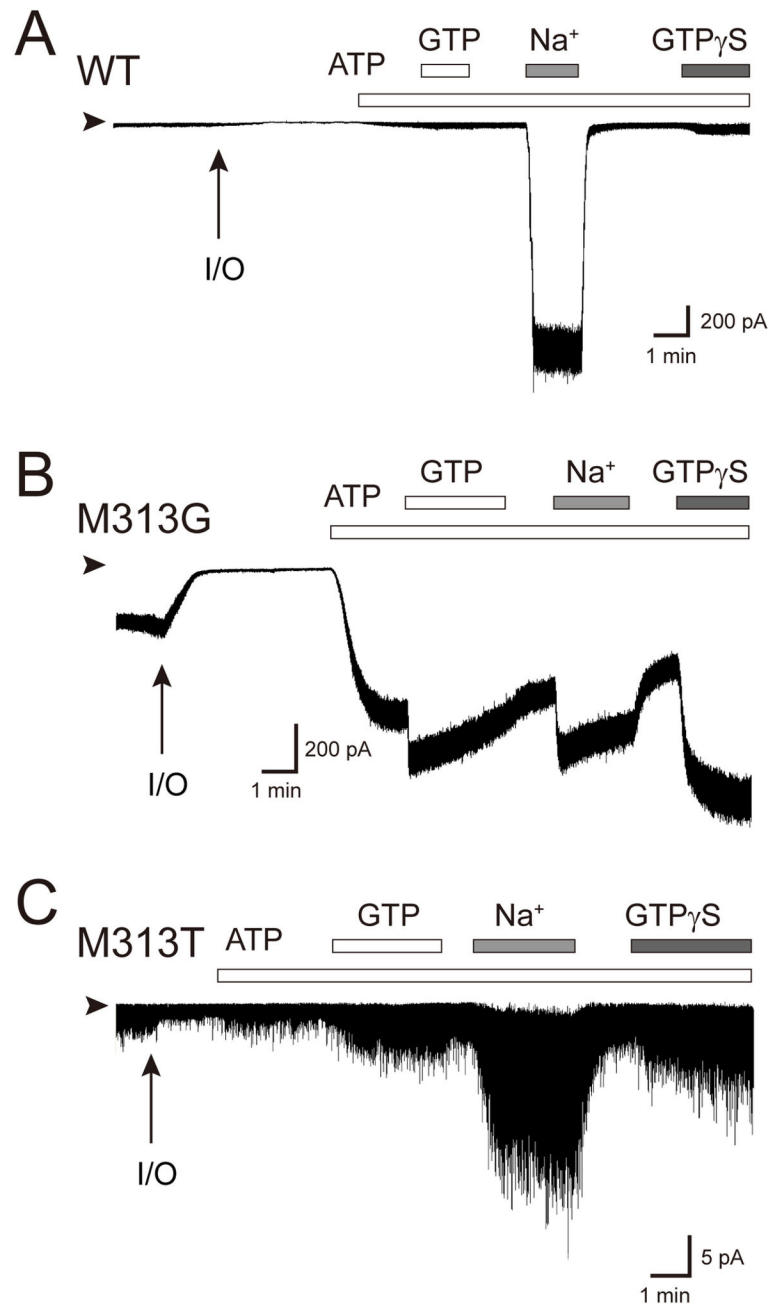 A
WT
ATP
GTP
Na⁺
GTPγS
I/O
200 pA
1 min
B
M313G
ATP
GTP
Na⁺
GTPγS
I/O
200 pA
1 min
C
M313T
ATP
GTP
Na⁺
GTPγS
I/O
5 pA
1 min